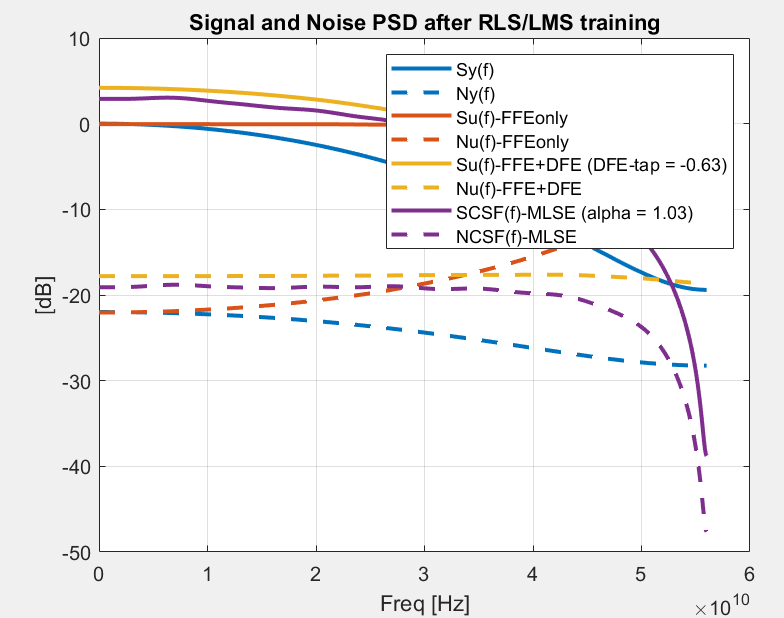 Signal and Noise PSD after RLS/LMS training
10
0
-10
-20
-30
-40
-50
[dB]
Sy(f)
Ny(f)
Su(f)-FFEonly
Nu(f)-FFEonly
Su(f)-FFE+DFE (DFE-tap = -0.63)
Nu(f)-FFE+DFE
SCSF(f)-MLSE (alpha = 1.03)
NCSF(f)-MLSE
0 1 2 3 4 5 6
Freq [Hz]
×10^10